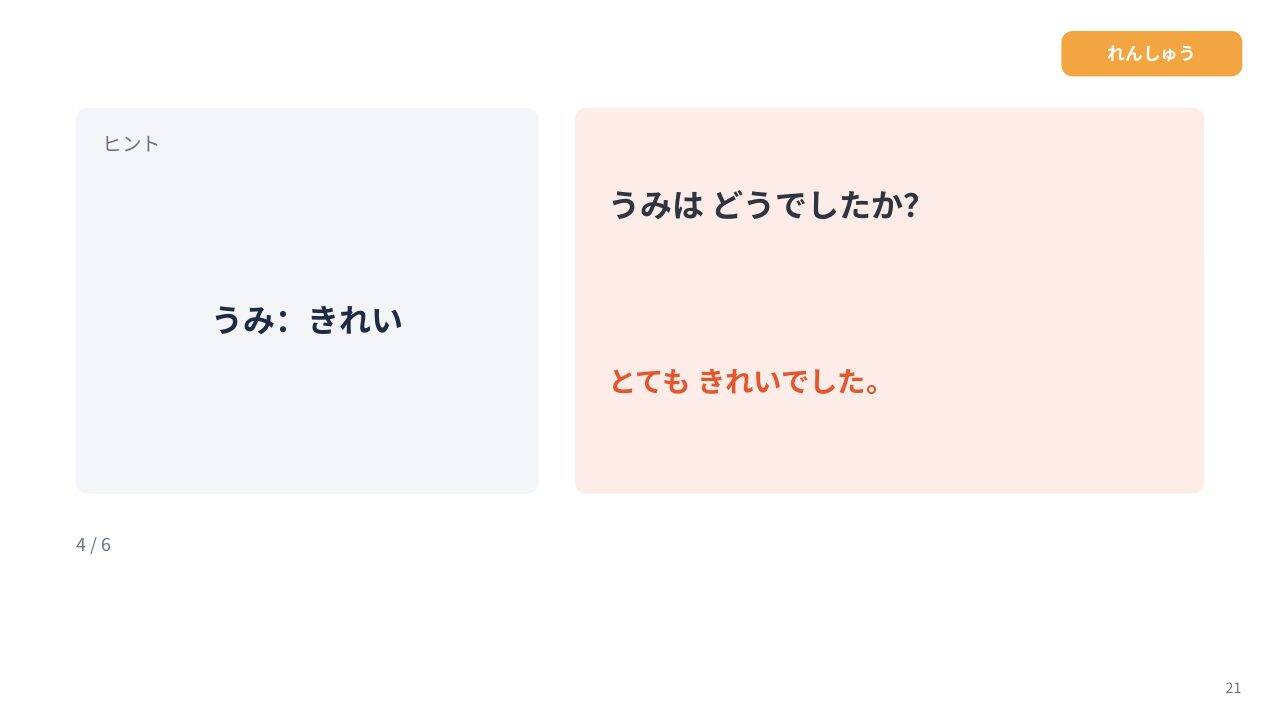 れんしゅう
ヒント
うみ：きれい
うみは どうでしたか?
とても きれいでした。
4 / 6
21